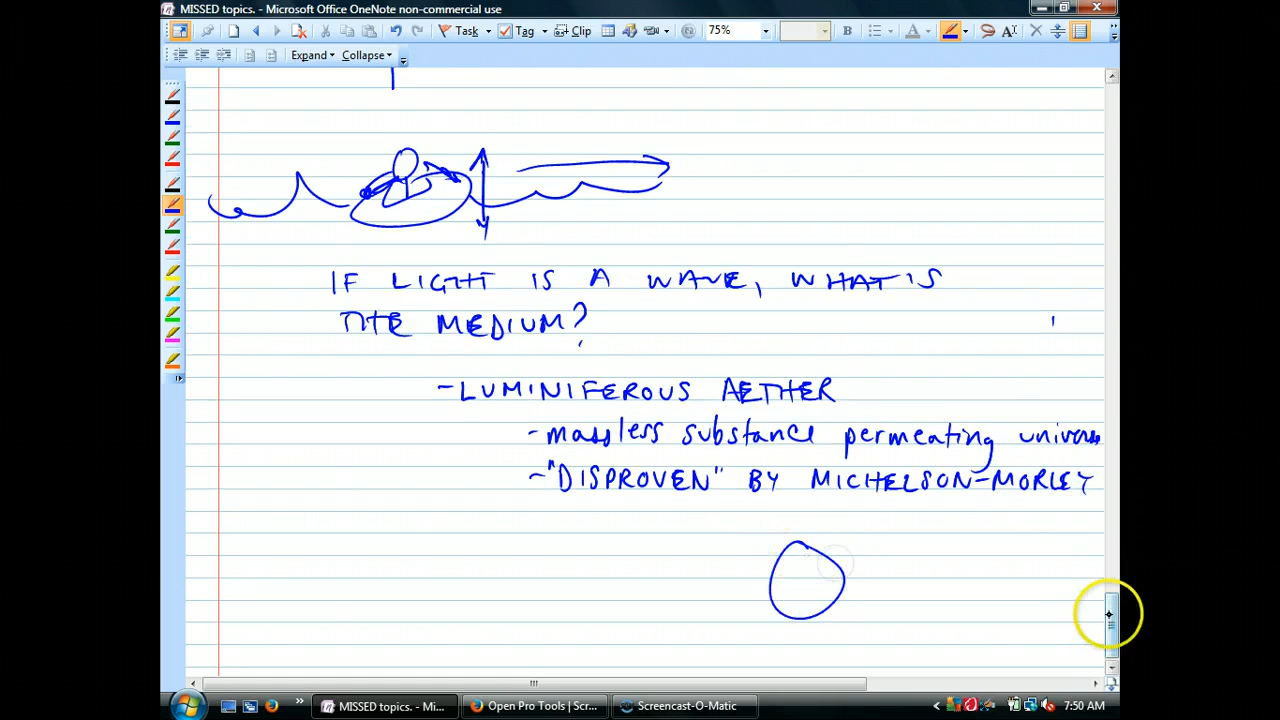 MISSED topics. - Microsoft Office OneNote non-commercial use
Task Tag Clip 75% B A
Expand Collapse
IF LIGHT IS A WAVE, WHAT IS
THE MEDIUM?
-LUMINIFEROUS AETHER
-massless substance permeating
-"DISPROVEN" BY MICHELSON-MORLEY
MISSED topics. - Mi... Open Pro Tools | Scr... Screencast-O-Matic 7:50 AM